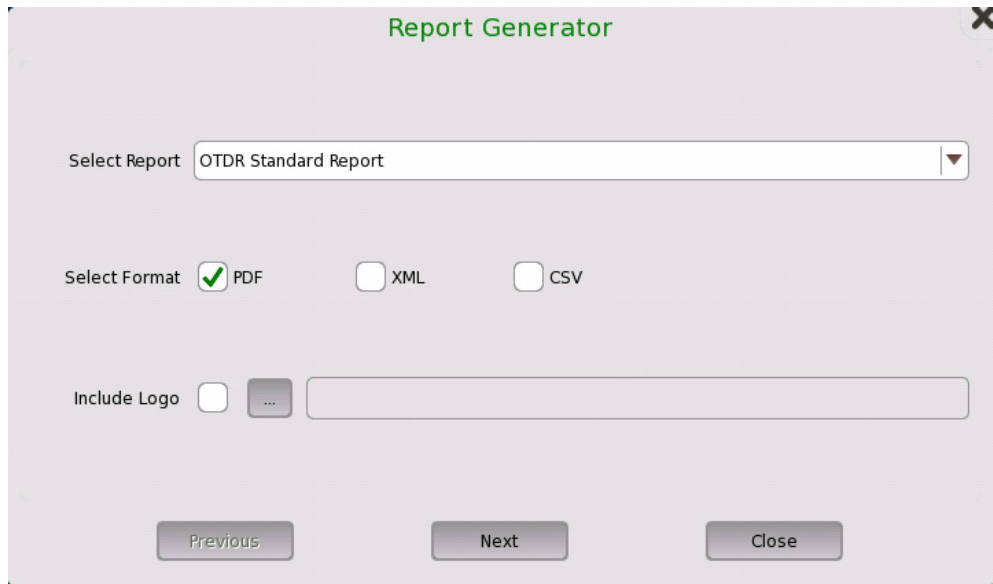 Report Generator
Select Report OTDR Standard Report
Select Format PDF XML CSV
Include Logo ...
Previous Next Close